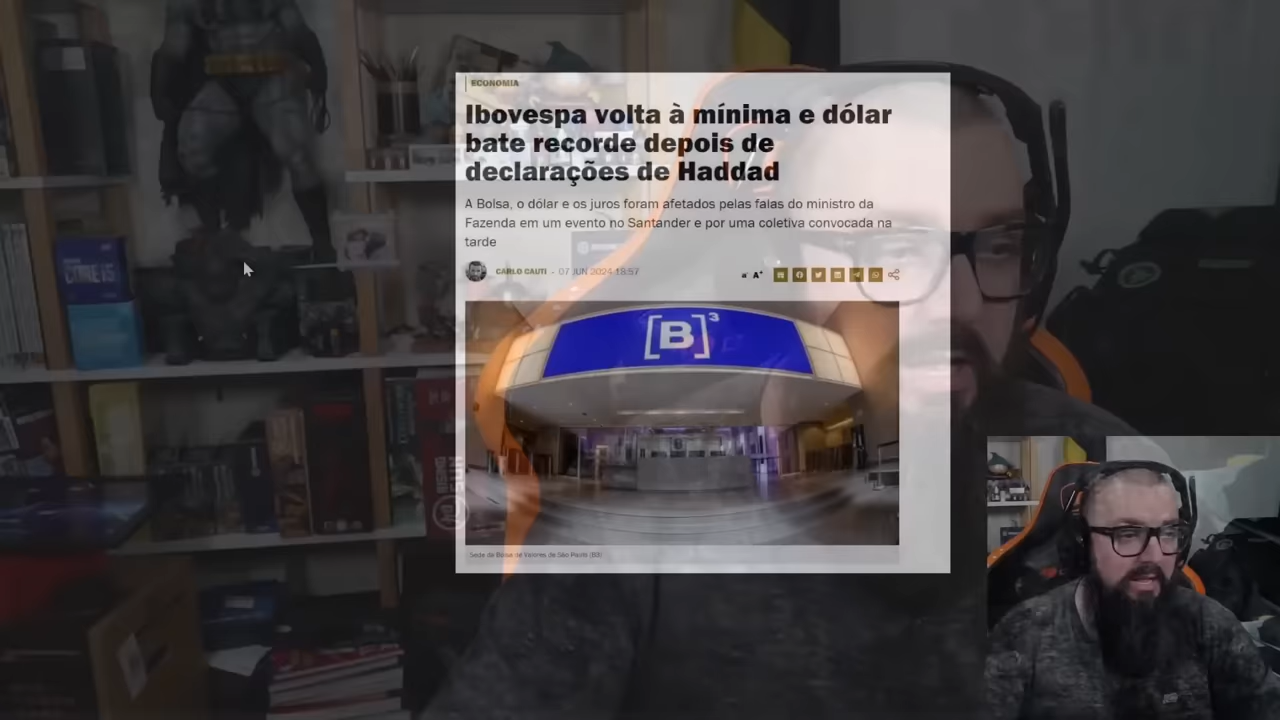 ECONOMIA
Ibovespa volta à mínima e dólar
bate recorde depois de
declarações de Haddad
A Bolsa, o dólar e os juros foram afetados pelas falas do ministro da
Fazenda em um evento no Santander e por uma coletiva convocada na
tarde
CARLO CAUTI - 07 JUN 2024 18:57
a- A+
[B]³
Sede da Bolsa de Valores de São Paulo (B3)
CORE i5